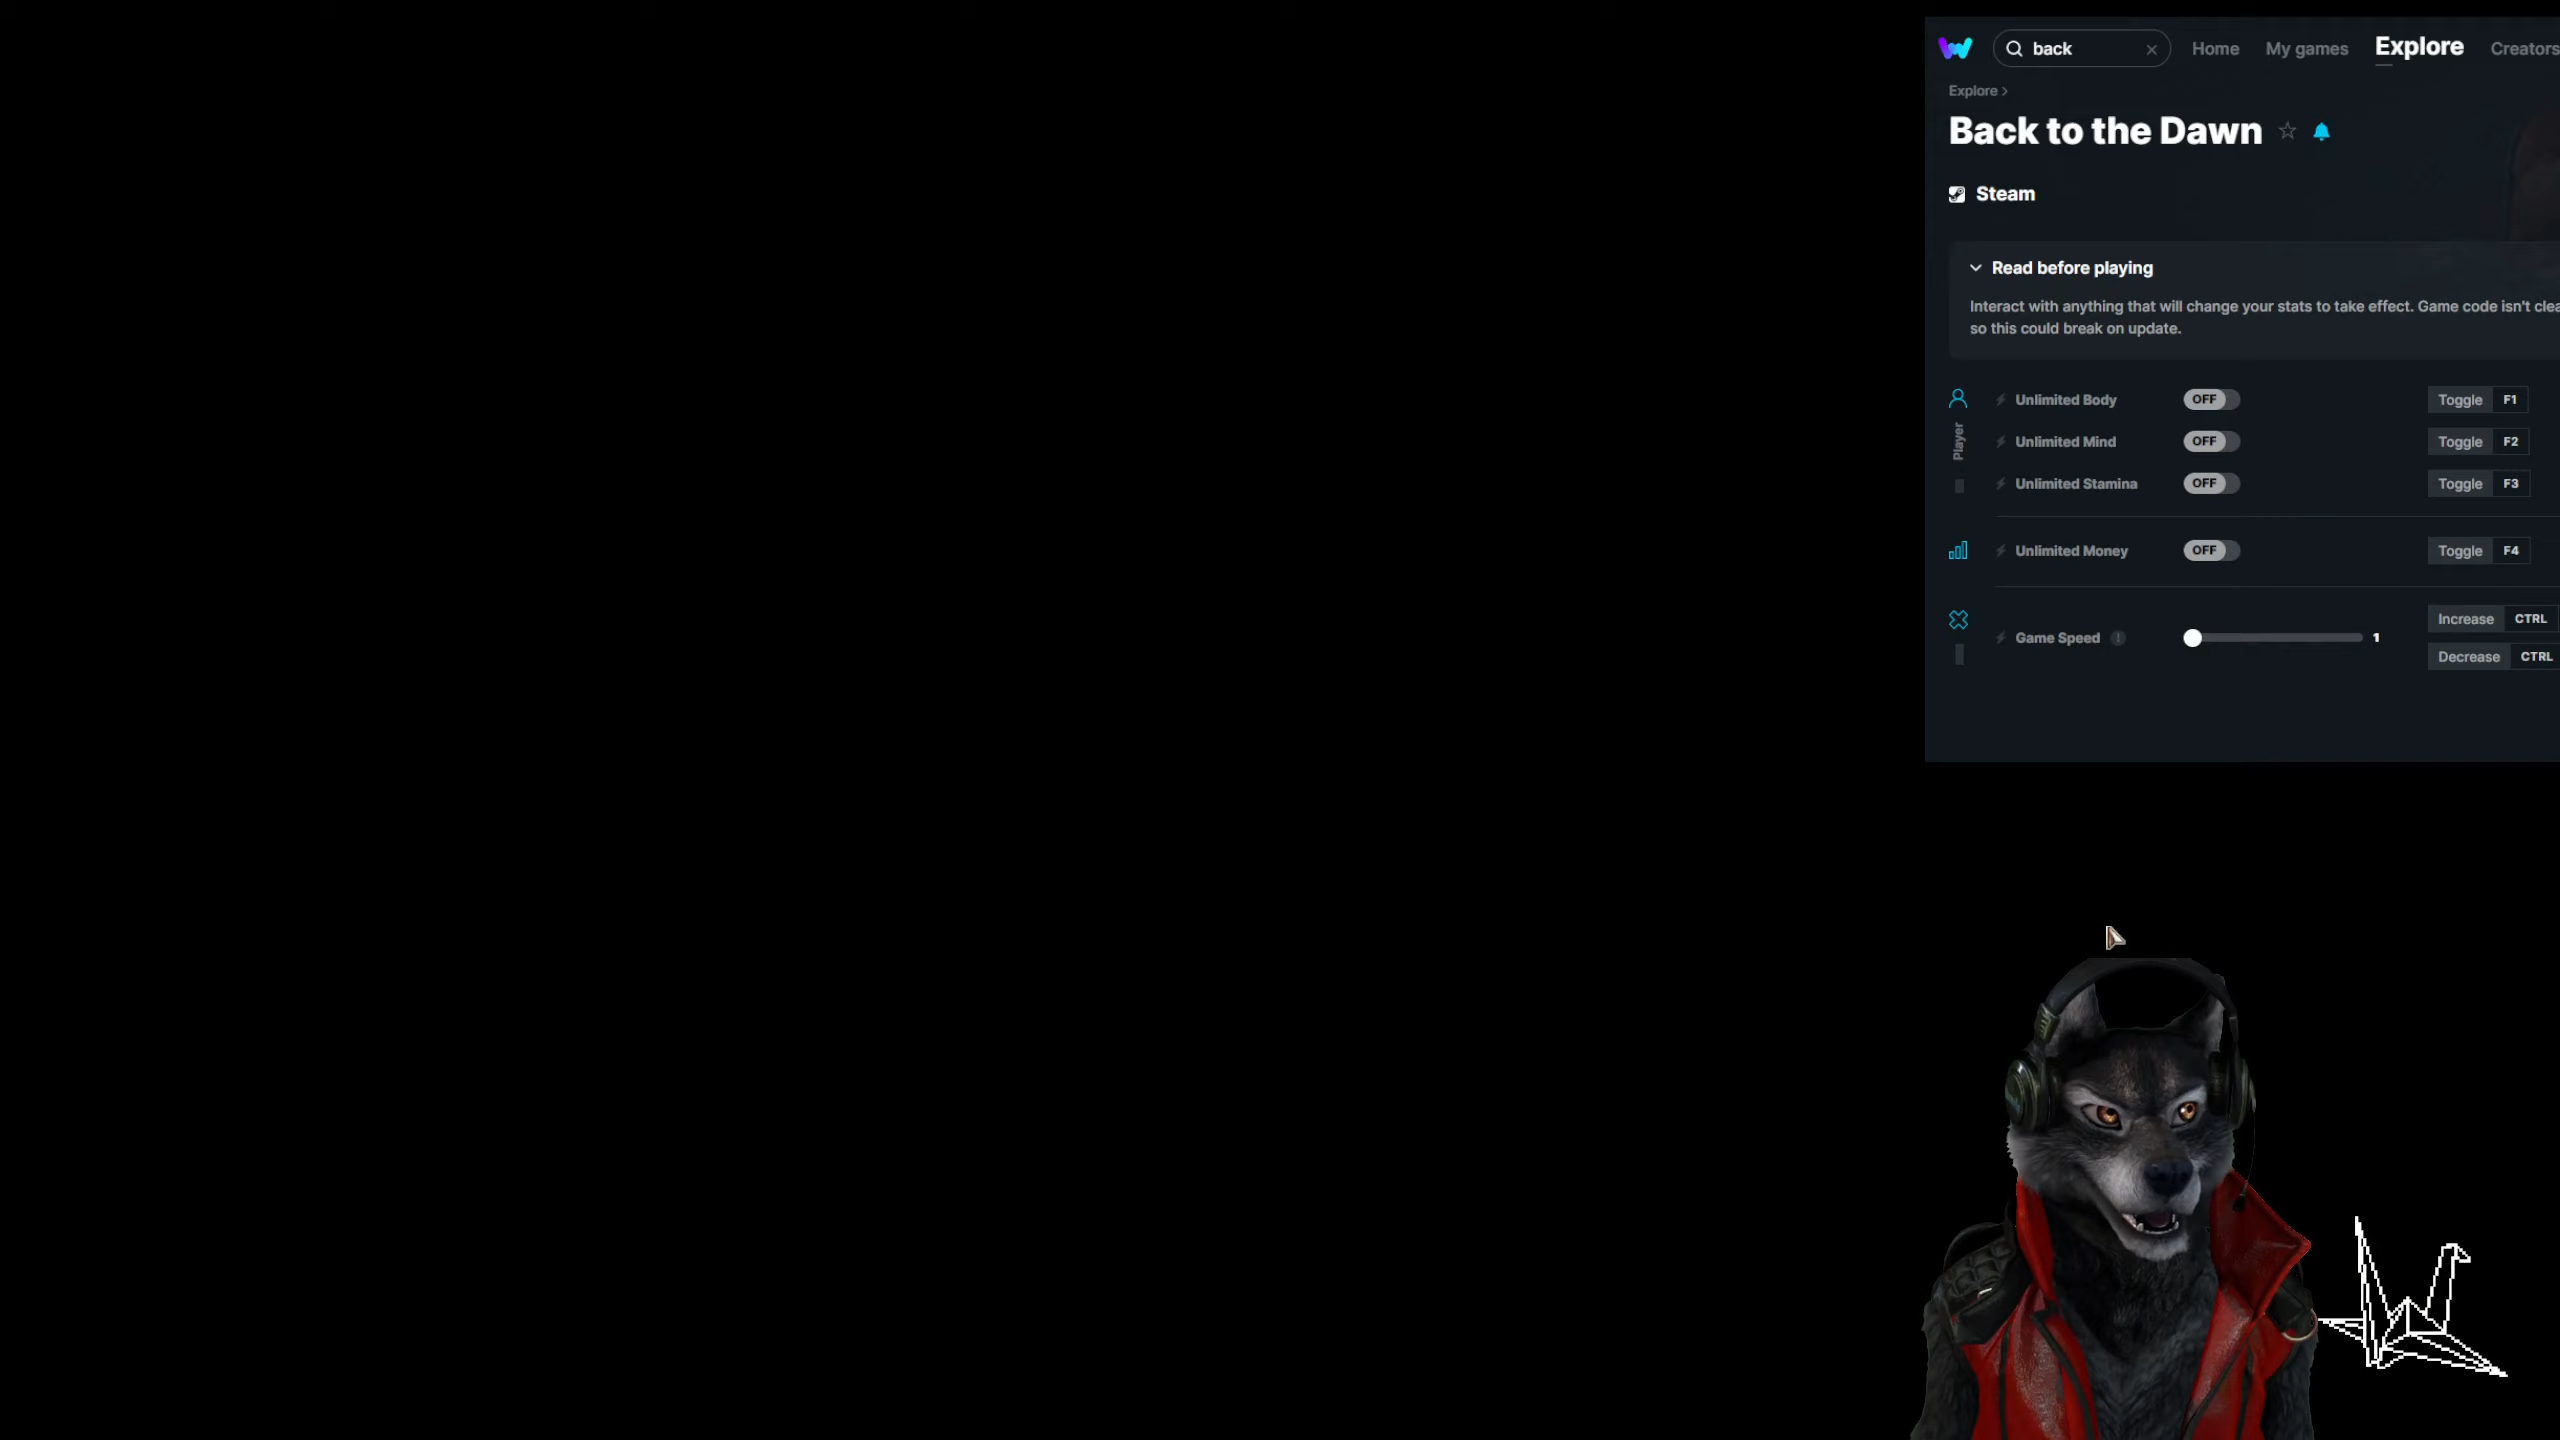 back
Home
My games
Explore
Creators
Explore >
Back to the Dawn
Steam
Read before playing
Interact with anything that will change your stats to take effect. Game code isn't clea
so this could break on update.
Player
Unlimited Body OFF Toggle F1
Unlimited Mind OFF Toggle F2
Unlimited Stamina OFF Toggle F3
Unlimited Money OFF Toggle F4
Game Speed 1
Increase CTRL
Decrease CTRL